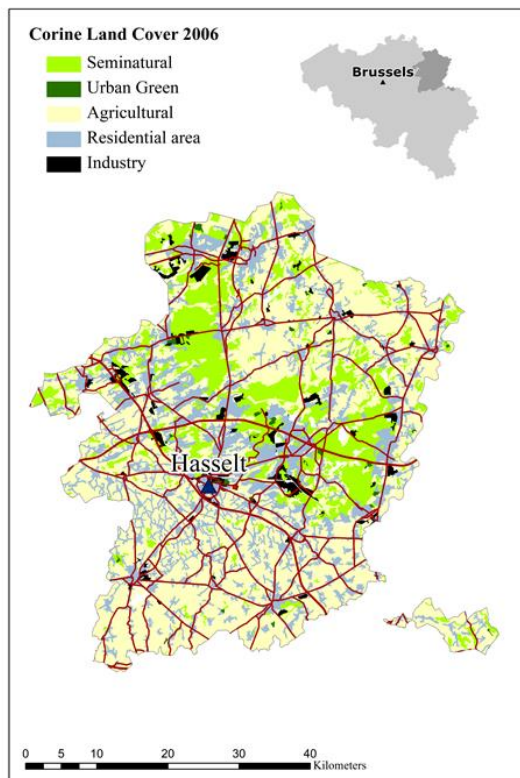 Corine Land Cover 2006
Seminatural
Urban Green
Agricultural
Residential area
Industry
Brussels
Hasselt
0 5 10 20 30 40
Kilometers